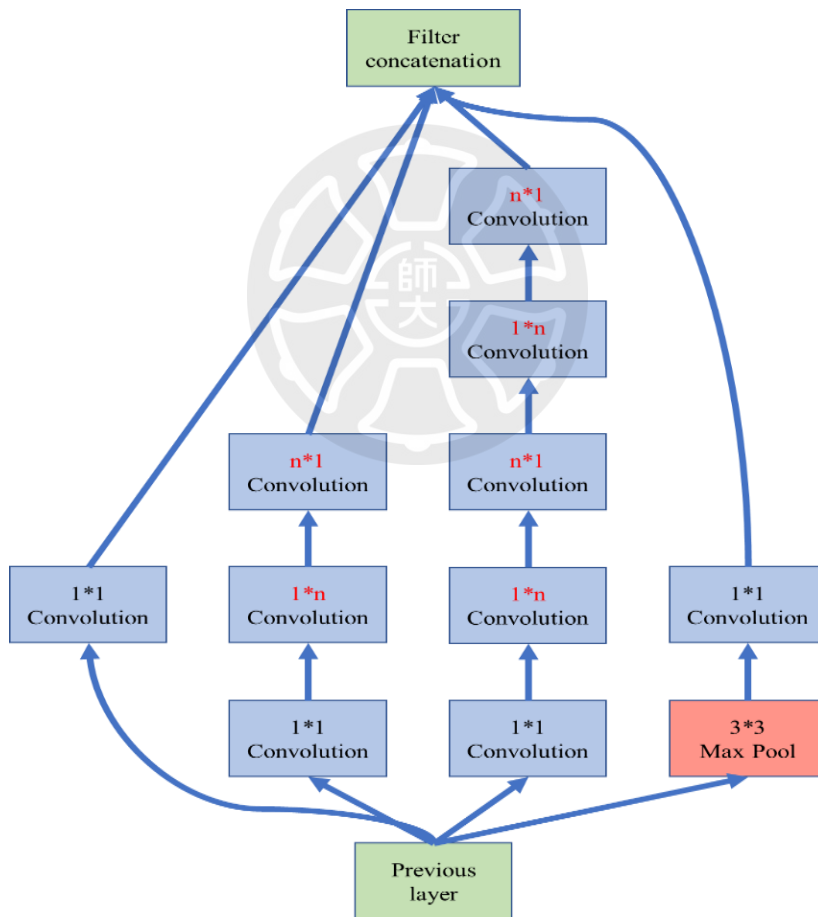 Filter
concatenation
n*1
Convolution
師
大
1*n
Convolution
n*1
Convolution
n*1
Convolution
1*1
Convolution
1*n
Convolution
1*n
Convolution
1*1
Convolution
1*1
Convolution
1*1
Convolution
3*3
Max Pool
Previous
layer